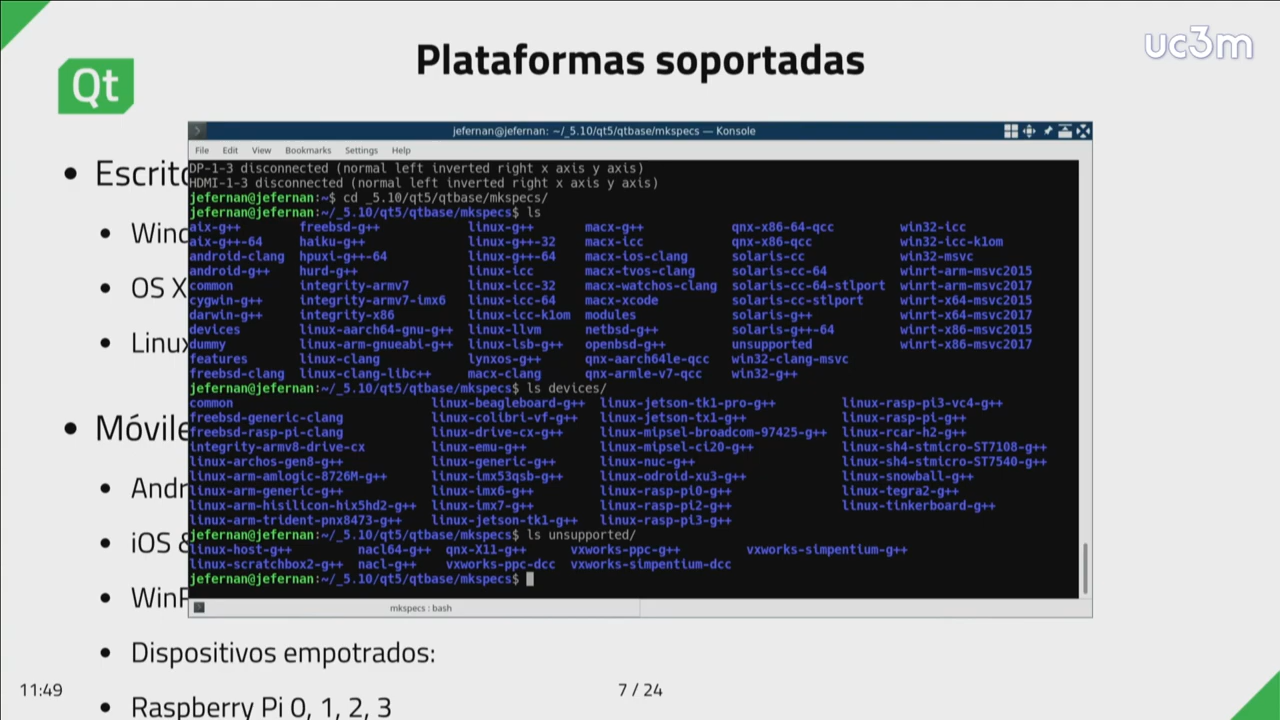 Plataformas soportadas
uc3m
Qt
jefernan@jefernan: ~/_5.10/qt5/qtbase/mkspecs — Konsole
File Edit View Bookmarks Settings Help
DP-1-3 disconnected (normal left inverted right x axis y axis)
HDMI-1-3 disconnected (normal left inverted right x axis y axis)
jefernan@jefernan:~$ cd _5.10/qt5/qtbase/mkspecs/
jefernan@jefernan:~/_5.10/qt5/qtbase/mkspecs$ ls
aix-g++ freebsd-g++ linux-g++ macx-g++ qnx-x86-64-qcc win32-icc
aix-g++-64 haiku-g++ linux-g++-32 macx-icc qnx-x86-qcc win32-icc-k1om
android-clang hpuxi-g++-64 linux-g++-64 macx-ios-clang solaris-cc win32-msvc
android-g++ hurd-g++ linux-icc macx-tvos-clang solaris-cc-64 winrt-arm-msvc2015
common integrity-armv7 linux-icc-32 macx-watchos-clang solaris-cc-64-stlport winrt-arm-msvc2017
cygwin-g++ integrity-armv7-imx6 linux-icc-64 macx-xcode solaris-cc-stlport winrt-x64-msvc2015
darwin-g++ integrity-x86 linux-icc-k1om modules solaris-g++ winrt-x64-msvc2017
devices linux-aarch64-gnu-g++ linux-llvm netbsd-g++ solaris-g++-64 winrt-x86-msvc2015
dummy linux-arm-gnueabi-g++ linux-lsb-g++ openbsd-g++ unsupported winrt-x86-msvc2017
features linux-clang lynxos-g++ qnx-aarch64le-qcc win32-clang-msvc
freebsd-clang linux-clang-libc++ macx-clang qnx-armle-v7-qcc win32-g++
jefernan@jefernan:~/_5.10/qt5/qtbase/mkspecs$ ls devices/
common linux-beagleboard-g++ linux-jetson-tk1-pro-g++ linux-rasp-pi3-vc4-g++
freebsd-generic-clang linux-colibri-vf-g++ linux-jetson-tx1-g++ linux-rasp-pi-g++
freebsd-rasp-pi-clang linux-drive-cx-g++ linux-mipsel-broadcom-97425-g++ linux-rcar-h2-g++
integrity-armv8-drive-cx linux-emu-g++ linux-mipsel-ci20-g++ linux-sh4-stmicro-ST7108-g++
linux-archos-gen8-g++ linux-generic-g++ linux-nuc-g++ linux-sh4-stmicro-ST7540-g++
linux-arm-amlogic-8726M-g++ linux-imx53qsb-g++ linux-odroid-xu3-g++ linux-snowball-g++
linux-arm-generic-g++ linux-imx6-g++ linux-rasp-pi0-g++ linux-tegra2-g++
linux-arm-hisilicon-hix5hd2-g++ linux-imx7-g++ linux-rasp-pi2-g++ linux-tinkerboard-g++
linux-arm-trident-pnx8473-g++ linux-jetson-tk1-g++ linux-rasp-pi3-g++
jefernan@jefernan:~/_5.10/qt5/qtbase/mkspecs$ ls unsupported/
linux-host-g++ nacl64-g++ qnx-X11-g++ vxworks-ppc-g++ vxworks-simpentium-g++
linux-scratchbox2-g++ nacl-g++ vxworks-ppc-dcc vxworks-simpentium-dcc
jefernan@jefernan:~/_5.10/qt5/qtbase/mkspecs$
mkspecs : bash
OS X
Linux
iOS &
Dispositivos empotrados:
Raspberry Pi 0, 1, 2, 3
11:49
7 / 24